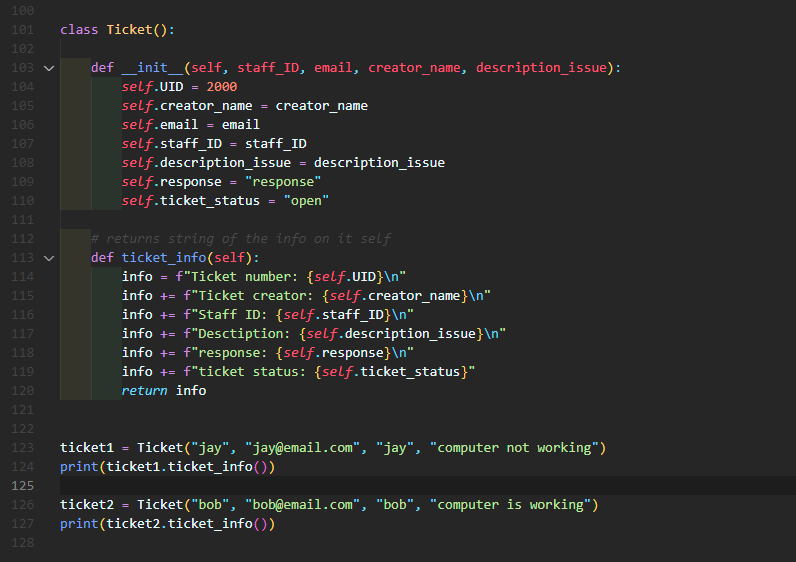 100
101 class Ticket():
102
103     def __init__(self, staff_ID, email, creator_name, description_issue):
104         self.UID = 2000
105         self.creator_name = creator_name
106         self.email = email
107         self.staff_ID = staff_ID
108         self.description_issue = description_issue
109         self.response = "response"
110         self.ticket_status = "open"
111
112     # returns string of the info on it self
113     def ticket_info(self):
114         info = f"Ticket number: {self.UID}\n"
115         info += f"Ticket creator: {self.creator_name}\n"
116         info += f"Staff ID: {self.staff_ID}\n"
117         info += f"Desctiption: {self.description_issue}\n"
118         info += f"response: {self.response}\n"
119         info += f"ticket status: {self.ticket_status}"
120         return info
121
122
123 ticket1 = Ticket("jay", "jay@email.com", "jay", "computer not working")
124 print(ticket1.ticket_info())
125
126 ticket2 = Ticket("bob", "bob@email.com", "bob", "computer is working")
127 print(ticket2.ticket_info())
128